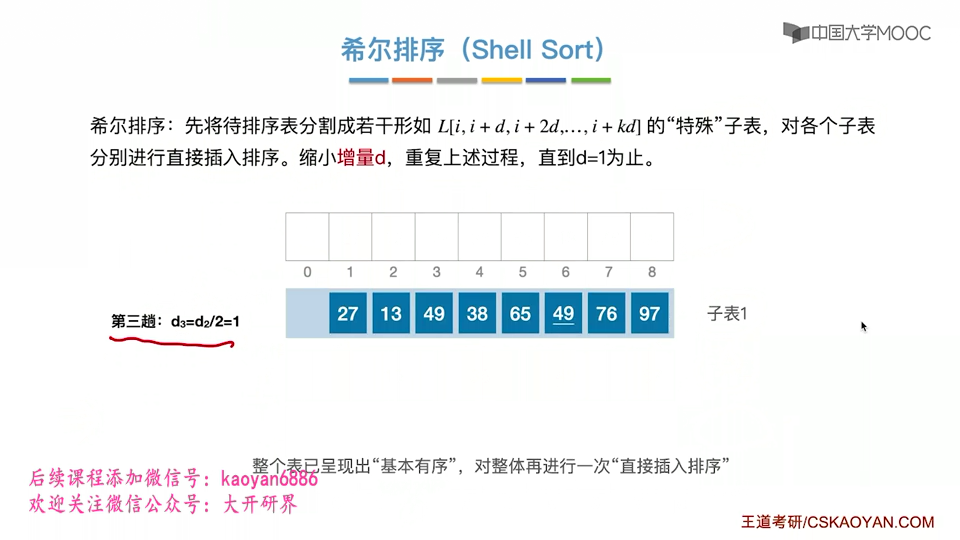 中国大学MOOC
希尔排序（Shell Sort）
希尔排序：先将待排序表分割成若干形如 L[i, i + d, i + 2d,…, i + kd] 的“特殊”子表，对各个子表
分别进行直接插入排序。缩小增量d，重复上述过程，直到d=1为止。
0 1 2 3 4 5 6 7 8
第三趟：d₃=d₂/2=1
27 13 49 38 65 49 76 97
子表1
整个表已呈现出“基本有序”，对整体再进行一次“直接插入排序”
后续课程添加微信号：kaoyan6886
欢迎关注微信公众号：大开研界
王道考研/CSKAOYAN.COM